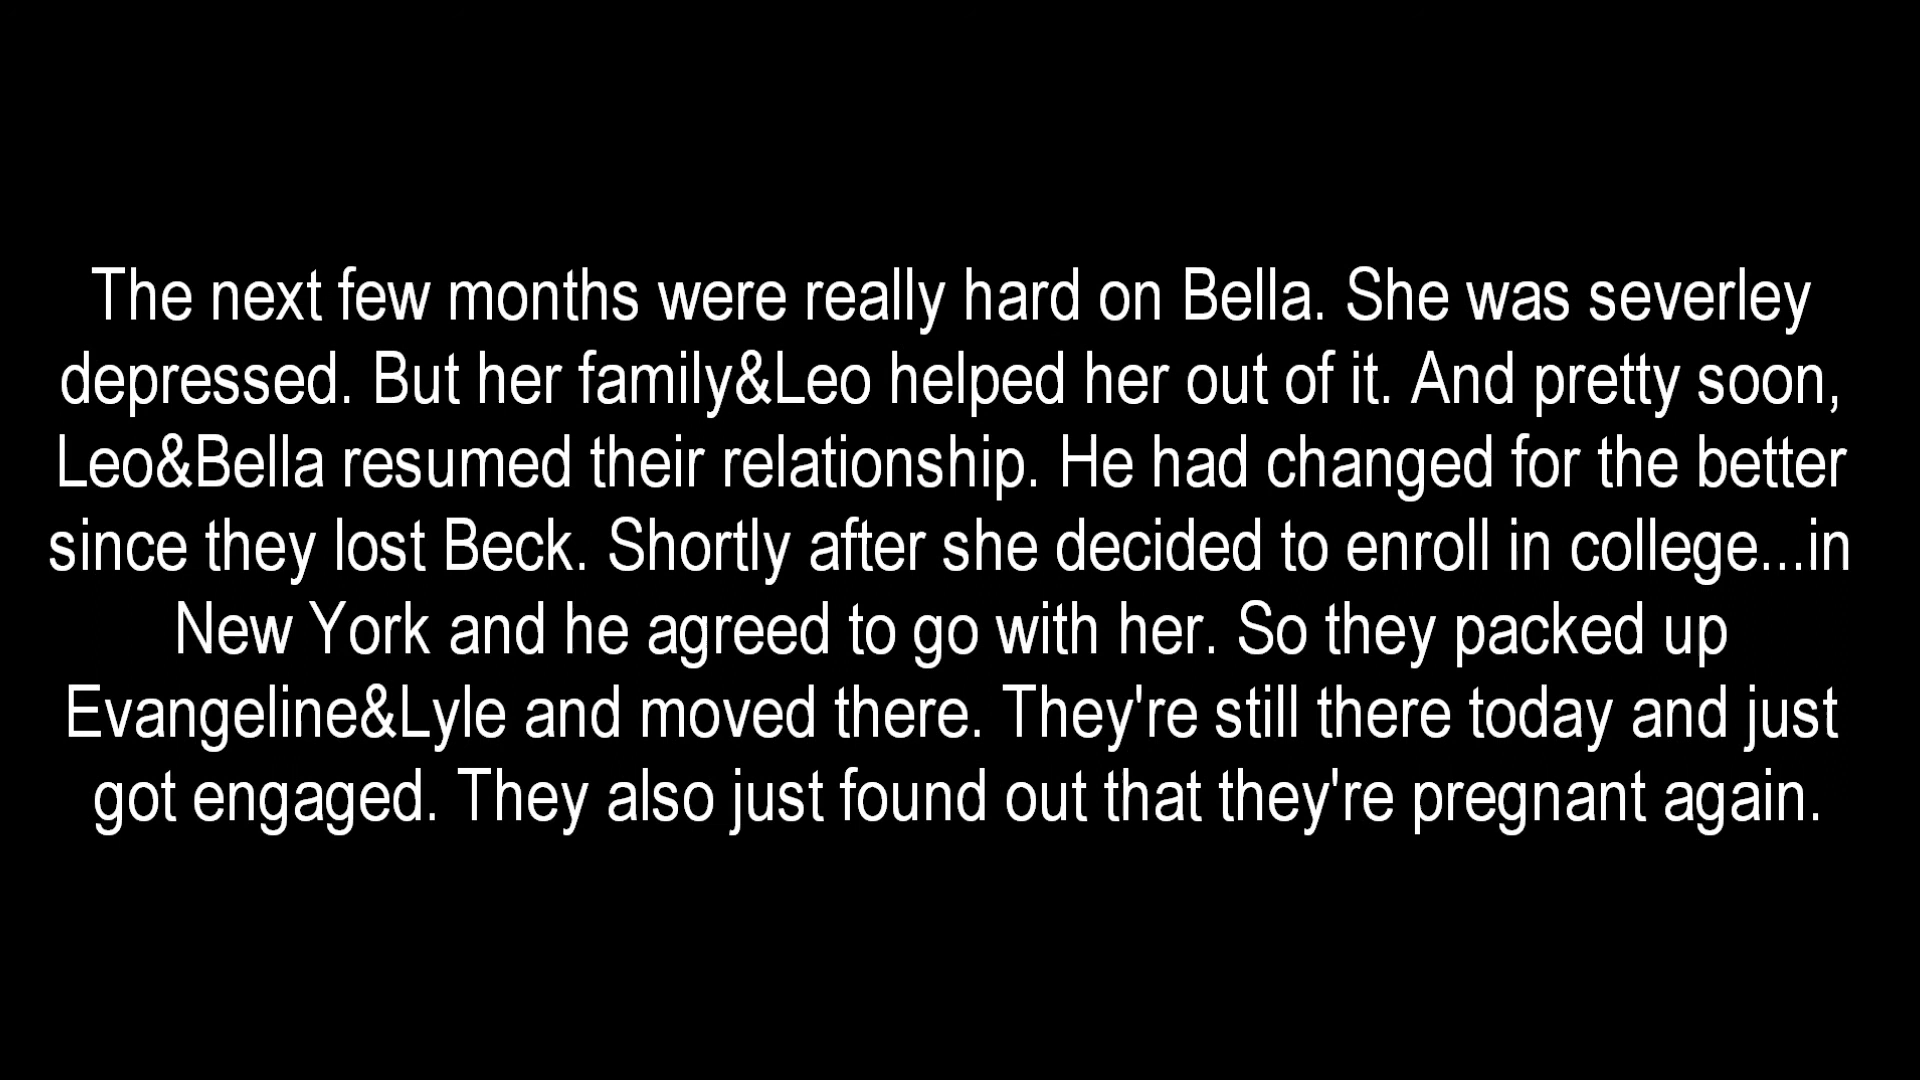 The next few months were really hard on Bella. She was severley
depressed. But her family&Leo helped her out of it. And pretty soon,
Leo&Bella resumed their relationship. He had changed for the better
since they lost Beck. Shortly after she decided to enroll in college...in
New York and he agreed to go with her. So they packed up
Evangeline&Lyle and moved there. They're still there today and just
got engaged. They also just found out that they're pregnant again.